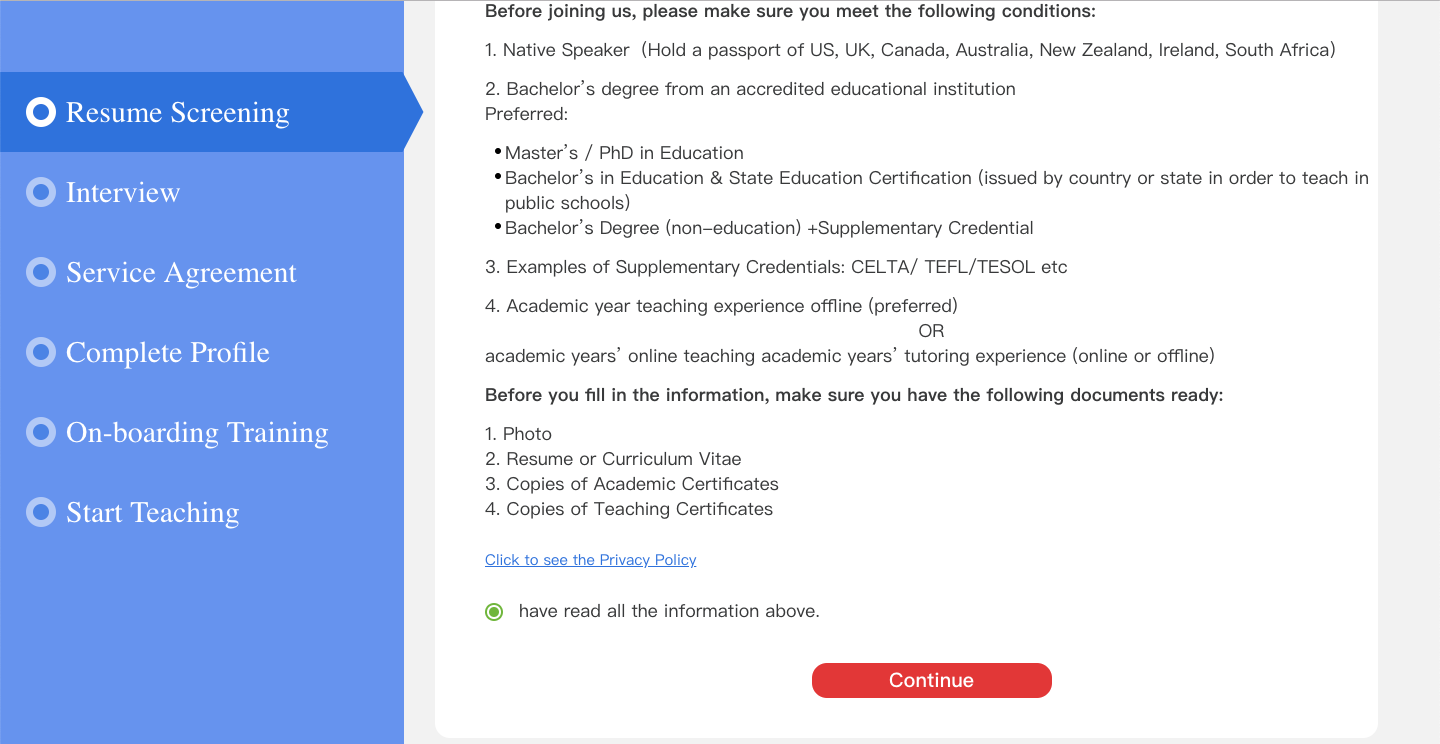 Resume Screening
Interview
Service Agreement
Complete Profile
On-boarding Training
Start Teaching
Before joining us, please make sure you meet the following conditions:
1. Native Speaker (Hold a passport of US, UK, Canada, Australia, New Zealand, Ireland, South Africa)
2. Bachelor's degree from an accredited educational institution
Preferred:
•Master's / PhD in Education
•Bachelor's in Education & State Education Certification (issued by country or state in order to teach in
public schools)
•Bachelor's Degree (non-education) +Supplementary Credential
3. Examples of Supplementary Credentials: CELTA/ TEFL/TESOL etc
4. Academic year teaching experience offline (preferred)
OR
academic years' online teaching academic years' tutoring experience (online or offline)
Before you fill in the information, make sure you have the following documents ready:
1. Photo
2. Resume or Curriculum Vitae
3. Copies of Academic Certificates
4. Copies of Teaching Certificates
Click to see the Privacy Policy
have read all the information above.
Continue